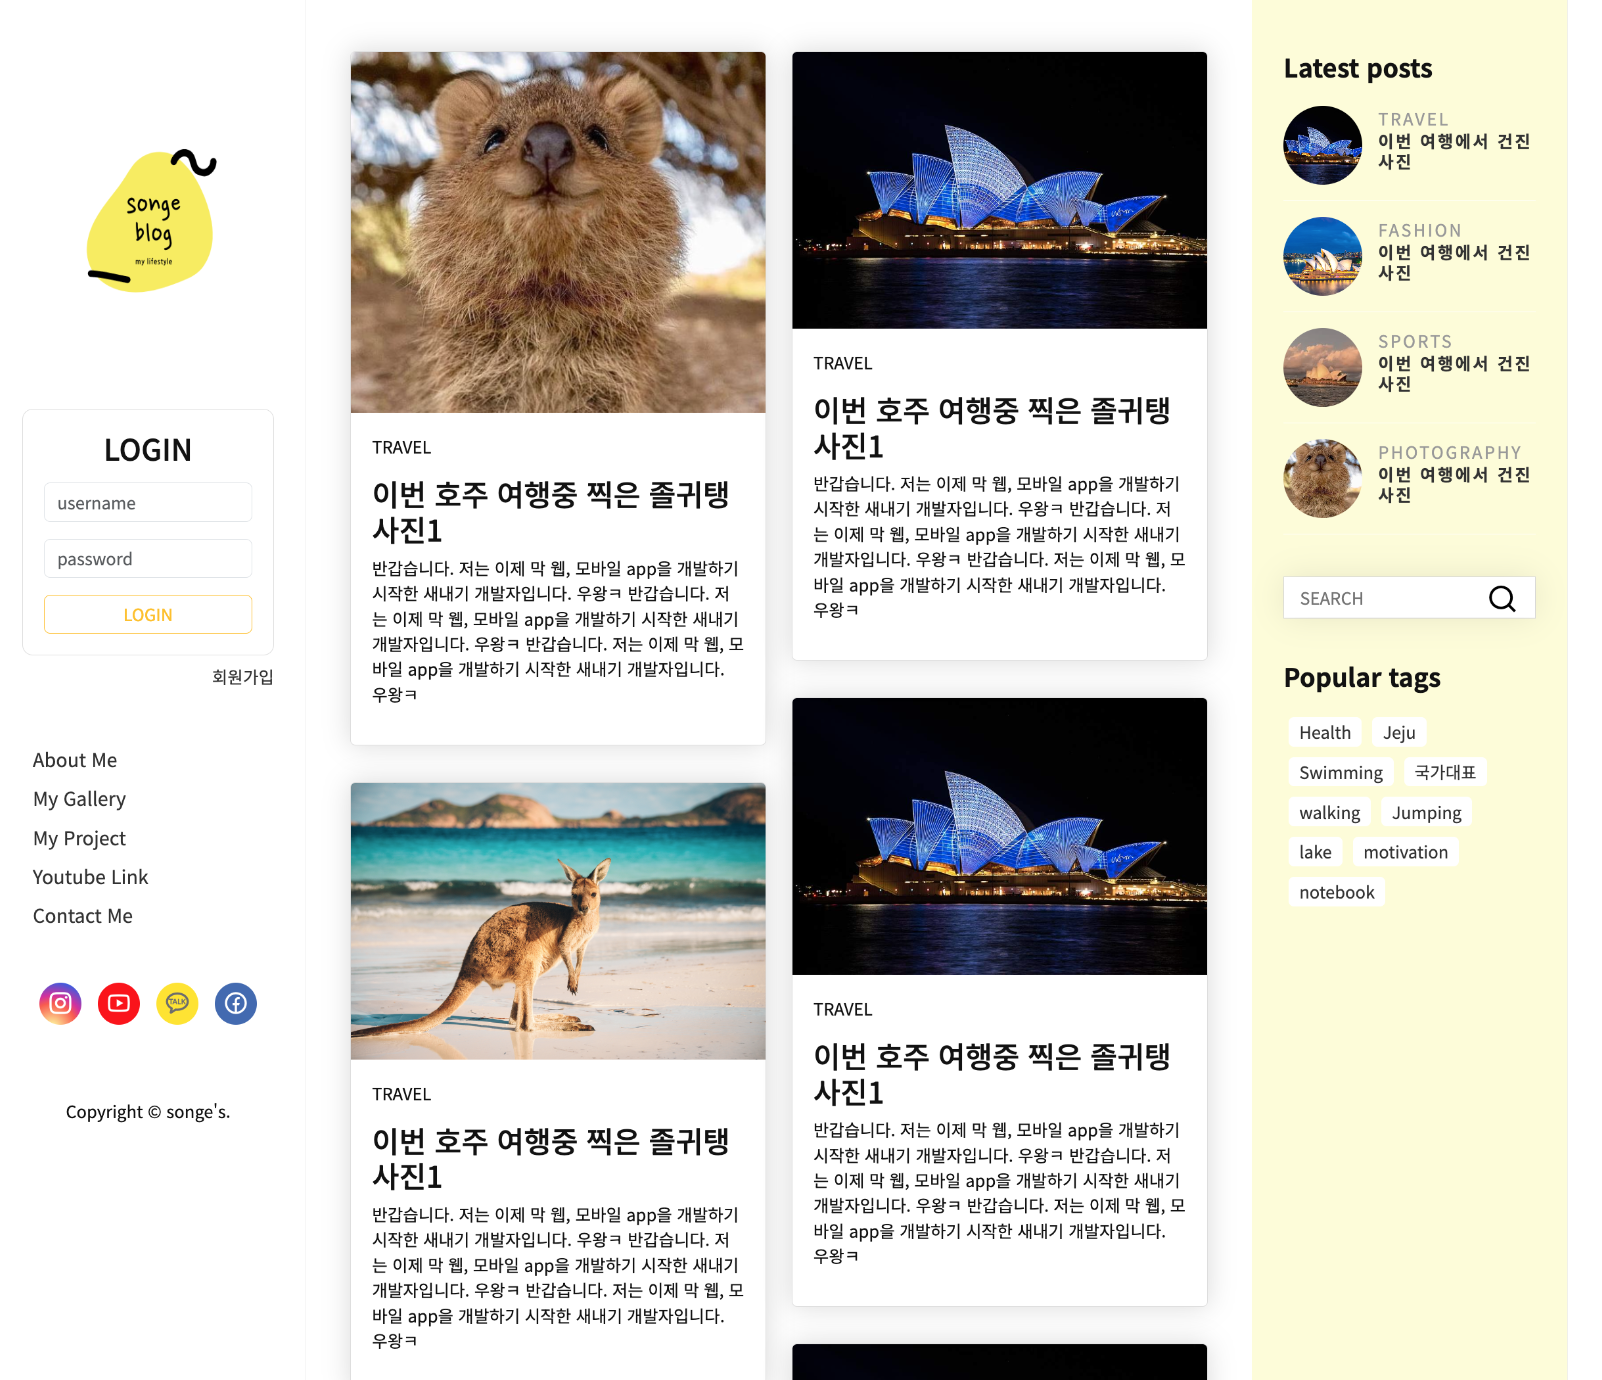 songe
blog
my lifestyle
LOGIN
username
password
LOGIN
회원가입
About Me
My Gallery
My Project
Youtube Link
Contact Me
TALK
Copyright © songe's.
TRAVEL
이번 호주 여행중 찍은 졸귀탱
사진1
반갑습니다. 저는 이제 막 웹, 모바일 app을 개발하기
시작한 새내기 개발자입니다. 우왕ㅋ 반갑습니다. 저
는 이제 막 웹, 모바일 app을 개발하기 시작한 새내기
개발자입니다. 우왕ㅋ 반갑습니다. 저는 이제 막 웹, 모
바일 app을 개발하기 시작한 새내기 개발자입니다.
우왕ㅋ
TRAVEL
이번 호주 여행중 찍은 졸귀탱
사진1
반갑습니다. 저는 이제 막 웹, 모바일 app을 개발하기
시작한 새내기 개발자입니다. 우왕ㅋ 반갑습니다. 저
는 이제 막 웹, 모바일 app을 개발하기 시작한 새내기
개발자입니다. 우왕ㅋ 반갑습니다. 저는 이제 막 웹, 모
바일 app을 개발하기 시작한 새내기 개발자입니다.
우왕ㅋ
TRAVEL
이번 호주 여행중 찍은 졸귀탱
사진1
반갑습니다. 저는 이제 막 웹, 모바일 app을 개발하기
시작한 새내기 개발자입니다. 우왕ㅋ 반갑습니다. 저
는 이제 막 웹, 모바일 app을 개발하기 시작한 새내기
개발자입니다. 우왕ㅋ 반갑습니다. 저는 이제 막 웹, 모
바일 app을 개발하기 시작한 새내기 개발자입니다.
우왕ㅋ
TRAVEL
이번 호주 여행중 찍은 졸귀탱
사진1
반갑습니다. 저는 이제 막 웹, 모바일 app을 개발하기
시작한 새내기 개발자입니다. 우왕ㅋ 반갑습니다. 저
는 이제 막 웹, 모바일 app을 개발하기 시작한 새내기
개발자입니다. 우왕ㅋ 반갑습니다. 저는 이제 막 웹, 모
바일 app을 개발하기 시작한 새내기 개발자입니다.
우왕ㅋ
Latest posts
TRAVEL
이번 여행에서 건진
사진
FASHION
이번 여행에서 건진
사진
SPORTS
이번 여행에서 건진
사진
PHOTOGRAPHY
이번 여행에서 건진
사진
SEARCH
Popular tags
Health Jeju
Swimming 국가대표
walking Jumping
lake motivation
notebook